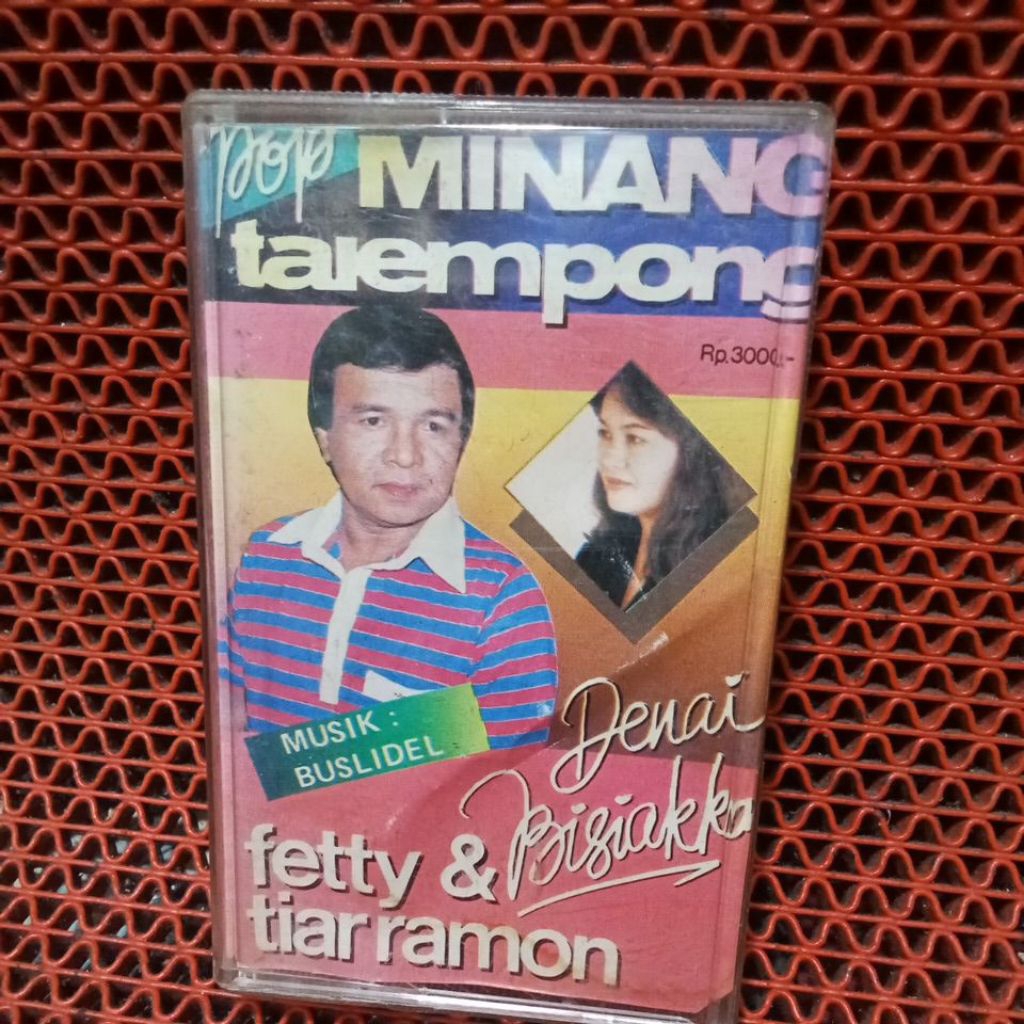 pop MINANG
talempong
Rp.3000,-
MUSIK :
BUSLIDEL
Denai
Bisiakka
fetty &
tiar ramon